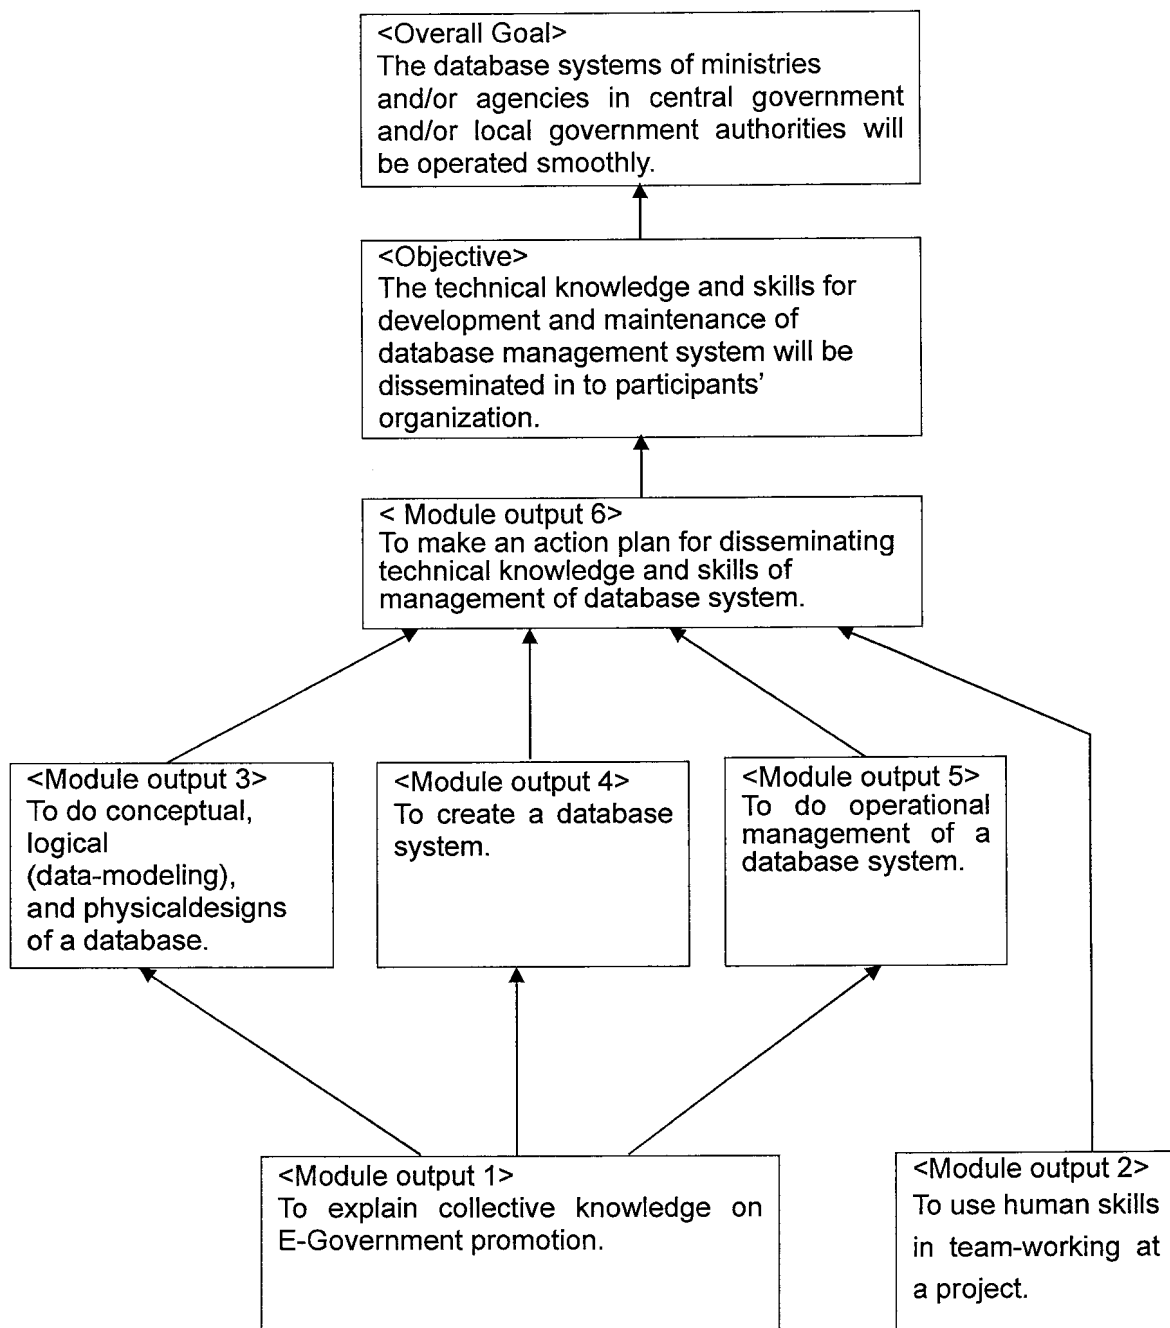 <Overall Goal>
The database systems of ministries
and/or agencies in central government
and/or local government authorities will
be operated smoothly.
<Objective>
The technical knowledge and skills for
development and maintenance of
database management system will be
disseminated in to participants’
organization.
< Module output 6>
To make an action plan for disseminating
technical knowledge and skills of
management of database system.
<Module output 3>
To do conceptual,
logical
(data-modeling),
and physicaldesigns
of a database.
<Module output 4>
To create a database
system.
<Module output 5>
To do operational
management of a
database system.
<Module output 1>
To explain collective knowledge on
E-Government promotion.
<Module output 2>
To use human skills
in team-working at
a project.